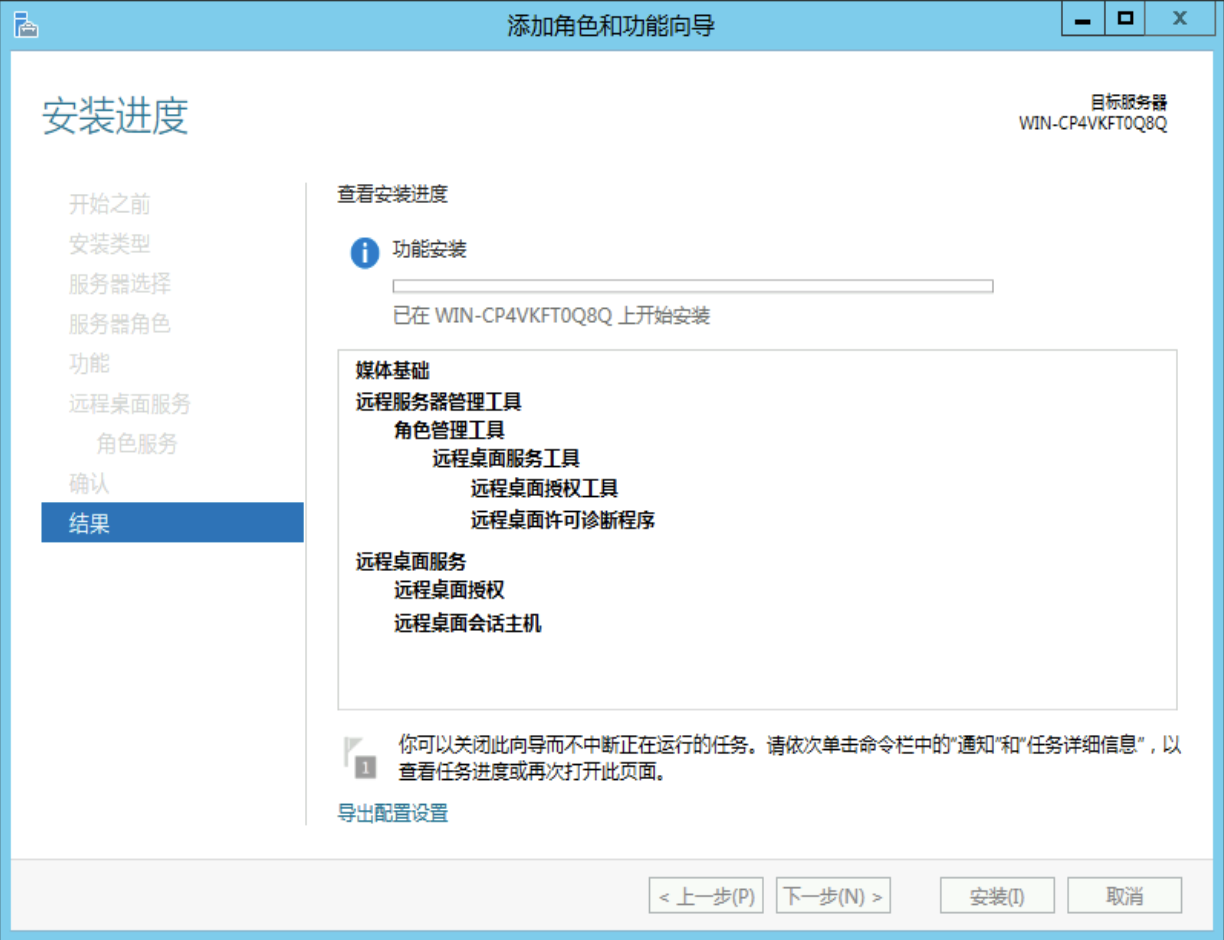 添加角色和功能向导
安装进度
目标服务器
WIN-CP4VKFT0Q8Q
开始之前
安装类型
服务器选择
服务器角色
功能
远程桌面服务
角色服务
确认
结果
查看安装进度
功能安装
已在 WIN-CP4VKFT0Q8Q 上开始安装
媒体基础
远程服务器管理工具
角色管理工具
远程桌面服务工具
远程桌面授权工具
远程桌面许可诊断程序
远程桌面服务
远程桌面授权
远程桌面会话主机
1
你可以关闭此向导而不中断正在运行的任务。请依次单击命令栏中的"通知"和"任务详细信息"，以
查看任务进度或再次打开此页面。
导出配置设置
< 上一步(P)
下一步(N) >
安装(I)
取消